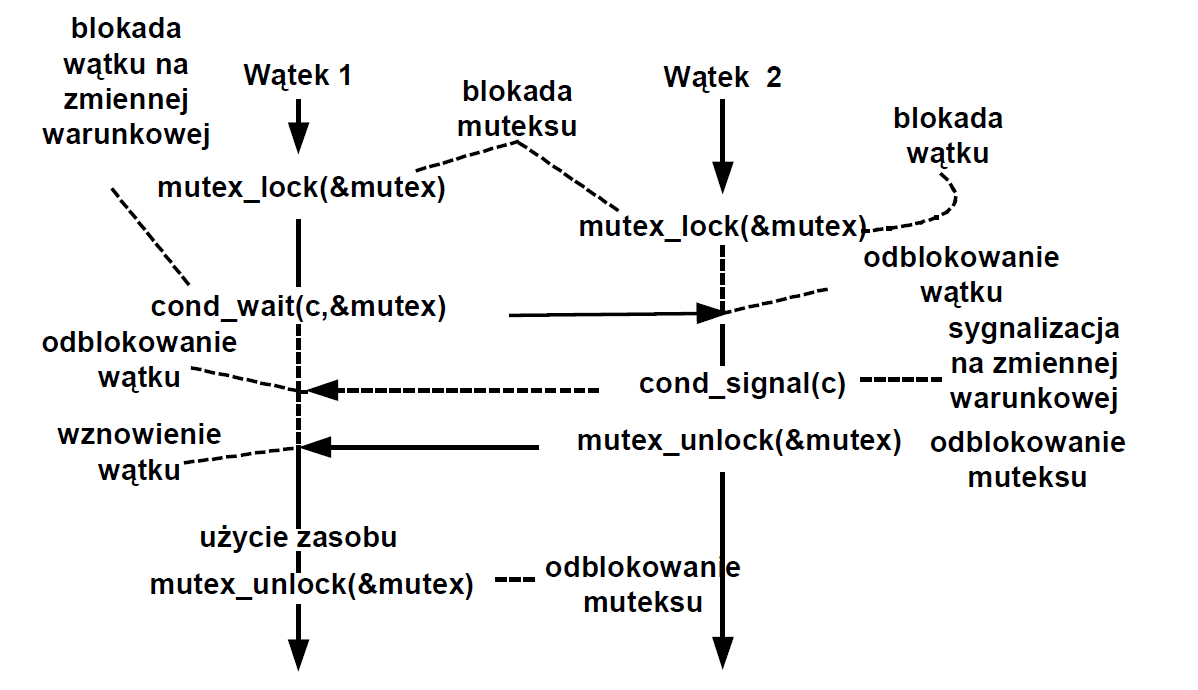 blokada
wątku na
zmiennej
warunkowej
Wątek 1
blokada
muteksu
Wątek  2
blokada
wątku
mutex_lock(&mutex)
mutex_lock(&mutex)
odblokowanie
wątku
cond_wait(c,&mutex)
odblokowanie
wątku
sygnalizacja
na zmiennej
warunkowej
cond_signal(c)
wznowienie
wątku
mutex_unlock(&mutex)
odblokowanie
muteksu
użycie zasobu
mutex_unlock(&mutex)
odblokowanie
muteksu